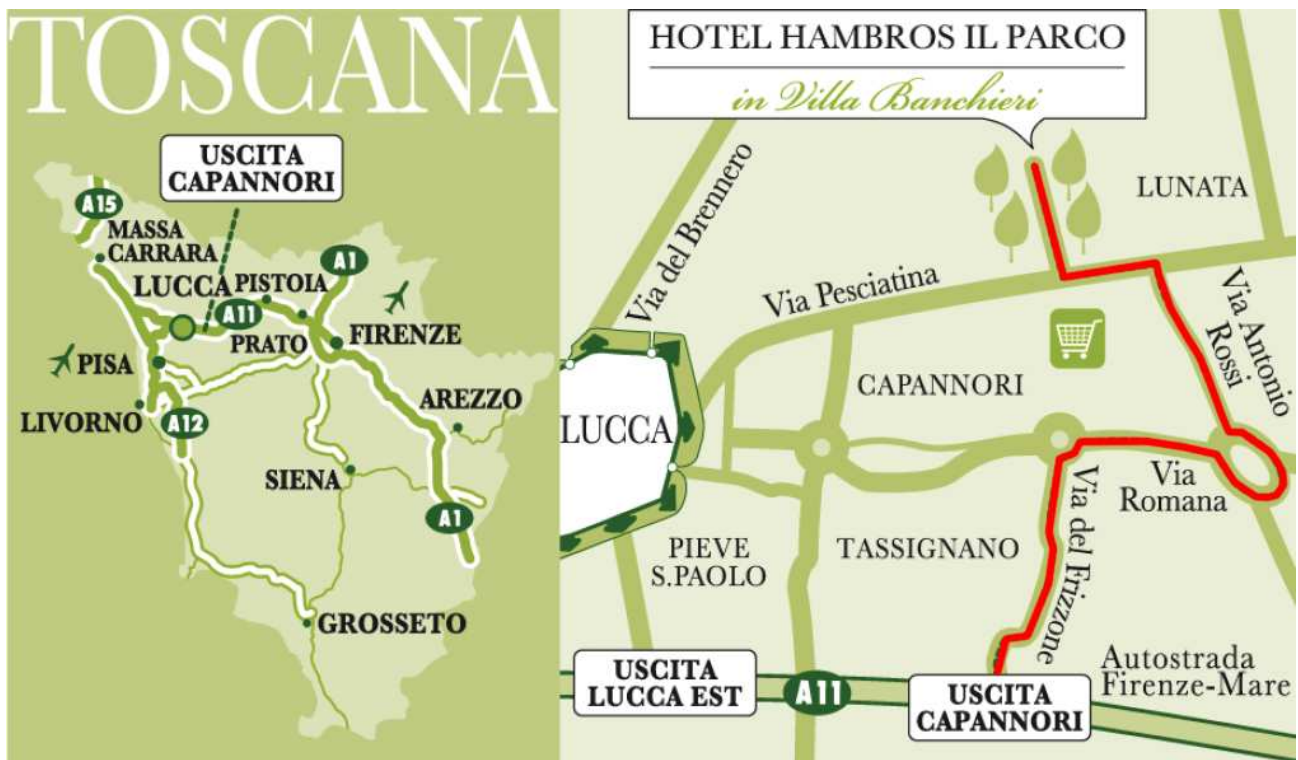 TOSCANA
USCITA
CAPANNORI
A15
MASSA
CARRARA
A1
LUCCA
PISTOIA
A11
PRATO
FIRENZE
PISA
LIVORNO
A12
AREZZO
SIENA
A1
GROSSETO
HOTEL HAMBROS IL PARCO
in Villa Banchieri
Via del Brennero
LUNATA
Via Pesciatina
Via Antonio
Rossi
CAPANNORI
LUCCA
Via
Romana
Via del Frizzone
PIEVE
S.PAOLO
TASSIGNANO
USCITA
LUCCA EST
A11
USCITA
CAPANNORI
Autostrada
Firenze-Mare